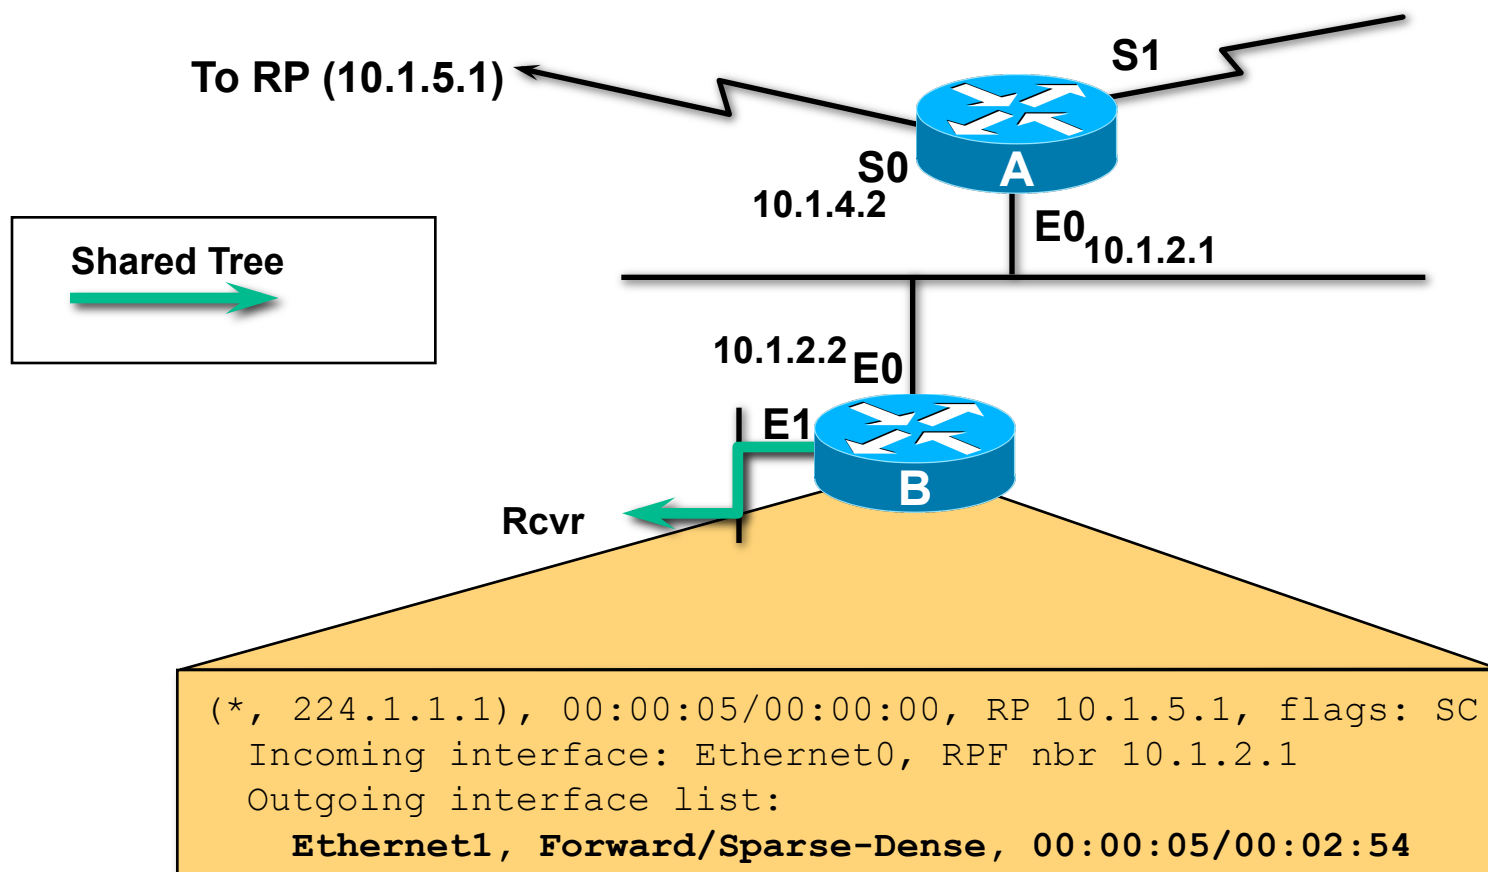 S1
To RP (10.1.5.1)
A
S0
10.1.4.2
E0
10.1.2.1
Shared Tree
10.1.2.2
E0
E1
B
Rcvr
(*, 224.1.1.1), 00:00:05/00:00:00, RP 10.1.5.1, flags: SC
Incoming interface: Ethernet0, RPF nbr 10.1.2.1
Outgoing interface list:
Ethernet1, Forward/Sparse-Dense, 00:00:05/00:02:54